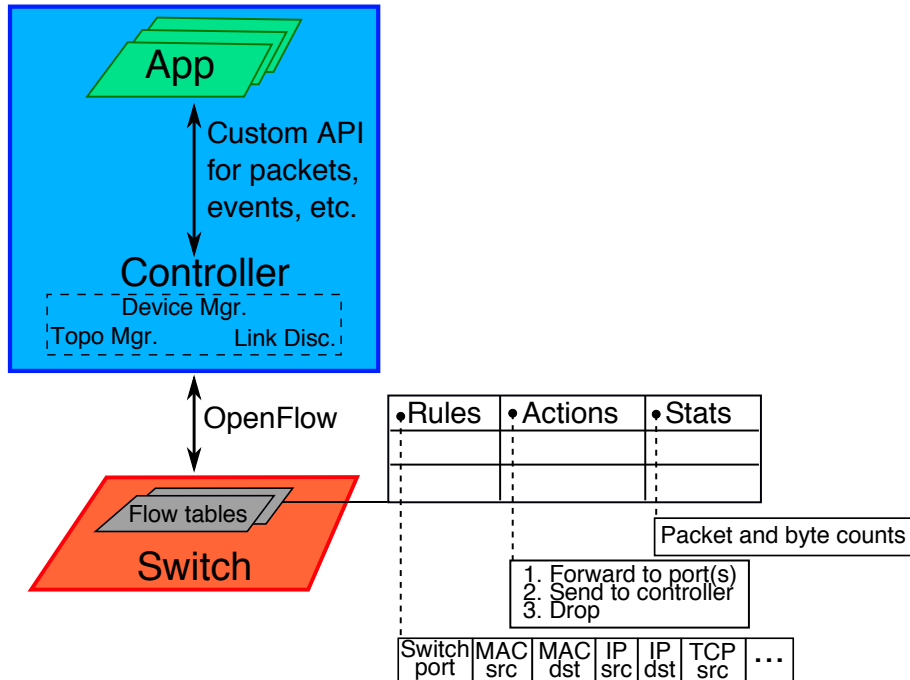 App
Custom API
for packets,
events, etc.
Controller
Device Mgr.
Topo Mgr. Link Disc.
OpenFlow
•Rules •Actions •Stats
Flow tables
Switch
Packet and byte counts
1. Forward to port(s)
2. Send to controller
3. Drop
Switch MAC MAC IP IP TCP ...
port src dst src dst src